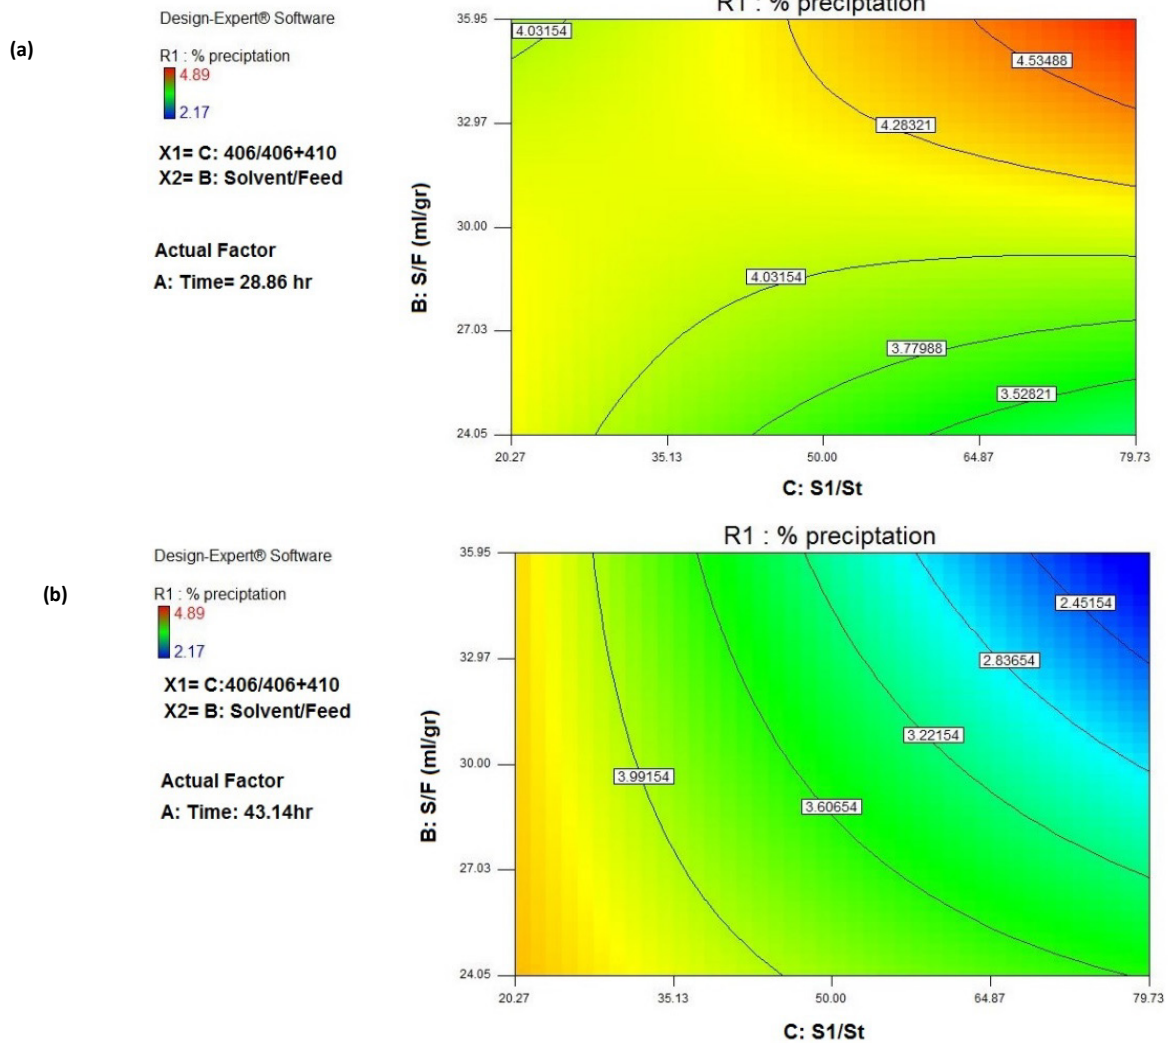 (a)
Design-Expert® Software
R1 : % preciptation
4.89
2.17
X1= C: 406/406+410
X2= B: Solvent/Feed
Actual Factor
A: Time= 28.86 hr
R1 : % preciptation
B: S/F (ml/gr)
35.95
32.97
30.00
27.03
24.05
4.03154
4.53488
4.28321
4.03154
3.77988
3.52821
20.27 35.13 50.00 64.87 79.73
C: S1/St
(b)
Design-Expert® Software
R1 : % preciptation
4.89
2.17
X1= C:406/406+410
X2= B: Solvent/Feed
Actual Factor
A: Time: 43.14hr
R1 : % preciptation
B: S/F (ml/gr)
35.95
32.97
30.00
27.03
24.05
2.45154
2.83654
3.22154
3.99154
3.60654
20.27 35.13 50.00 64.87 79.73
C: S1/St